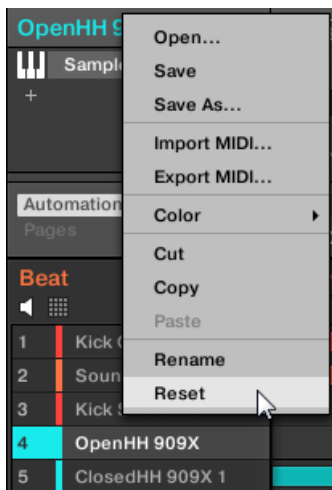 OpenHH 9
Open...
Save
Save As...
Import MIDI...
Export MIDI...
Color
Cut
Copy
Paste
Rename
Reset
Sampl
+
Automation
Pages
Beat
1 Kick
2 Soun
3 Kick S
4 OpenHH 909X
5 ClosedHH 909X 1